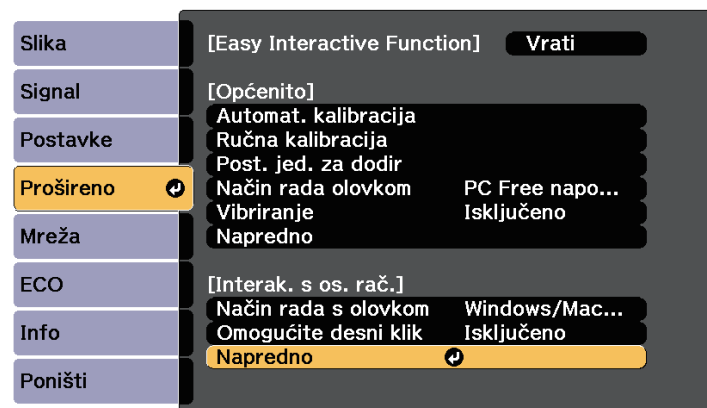 Slika
Signal
Postavke
Prošireno
Mreža
ECO
Info
Poništi
[Easy Interactive Function] Vrati
[Općenito]
Automat. kalibracija
Ručna kalibracija
Post. jed. za dodir
Način rada olovkom PC Free napo...
Vibriranje Isključeno
Napredno
[Interak. s os. rač.]
Način rada s olovkom Windows/Mac...
Omogućite desni klik Isključeno
Napredno